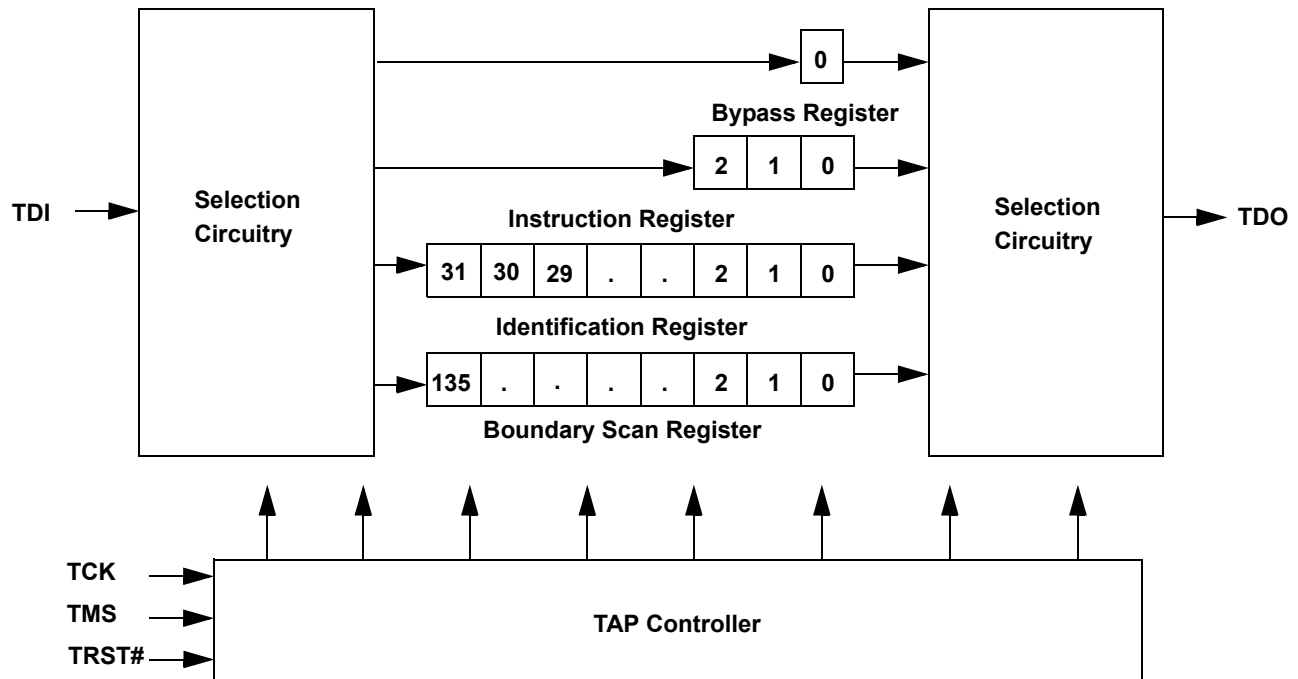 0
Bypass Register
2 1 0
TDI
Selection
Circuitry
Instruction Register
Selection
Circuitry
TDO
31 30 29 . . 2 1 0
Identification Register
135 . . . . 2 1 0
Boundary Scan Register
TCK
TMS
TRST#
TAP Controller